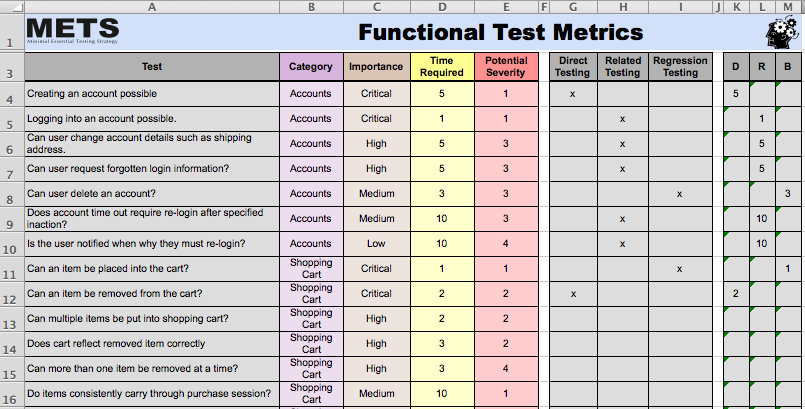 A B C D E F G H I J K L M
1 METS Functional Test Metrics
Minimal Essential Testing Strategy
3 Test Category Importance Time Required Potential Severity Direct Testing Related Testing Regression Testing D R B
4 Creating an account possible Accounts Critical 5 1 x 5
5 Logging into an account possible. Accounts Critical 1 1 x 1
6 Can user change account details such as shipping address. Accounts High 5 3 x 5
7 Can user request forgotten login information? Accounts High 5 3 x 5
8 Can user delete an account? Accounts Medium 3 3 x 3
9 Does account time out require re-login after specified inaction? Accounts Medium 10 3 x 10
10 Is the user notified when why they must re-login? Accounts Low 10 4 x 10
11 Can an item be placed into the cart? Shopping Cart Critical 1 1 x 1
12 Can an item be removed from the cart? Shopping Cart Critical 2 2 x 2
13 Can multiple items be put into shopping cart? Shopping Cart High 2 2
14 Does cart reflect removed item correctly Shopping Cart High 3 2
15 Can more than one item be removed at a time? Shopping Cart High 3 4
16 Do items consistently carry through purchase session? Shopping Cart Medium 10 1